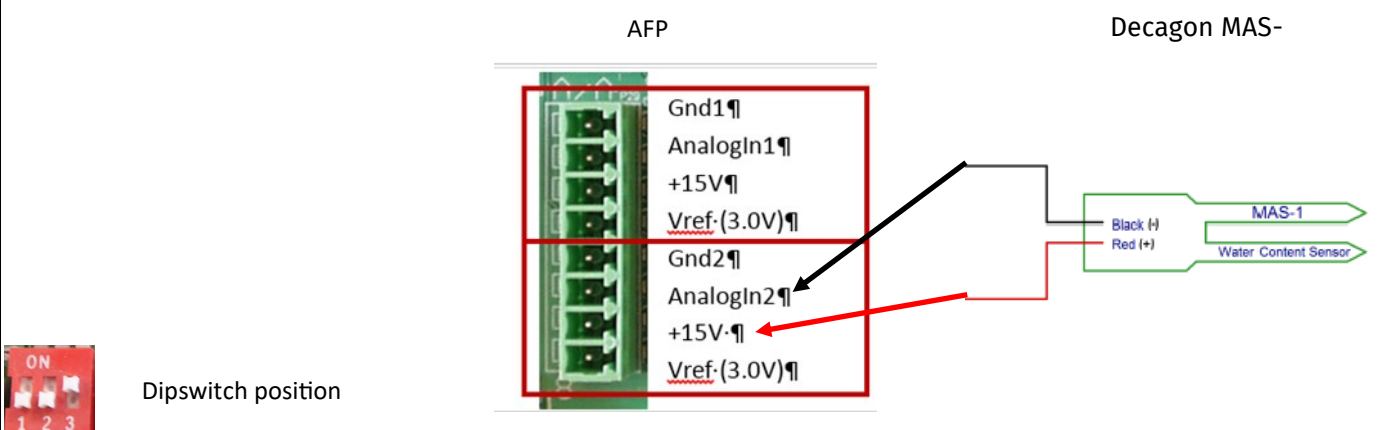 AFP
Decagon MAS-
Gnd1¶
AnalogIn1¶
+15V¶
Vref·(3.0V)¶
Gnd2¶
AnalogIn2¶
+15V·¶
Vref·(3.0V)¶
MAS-1
Black (-)
Red (+)
Water Content Sensor
ON
1 2 3
Dipswitch position